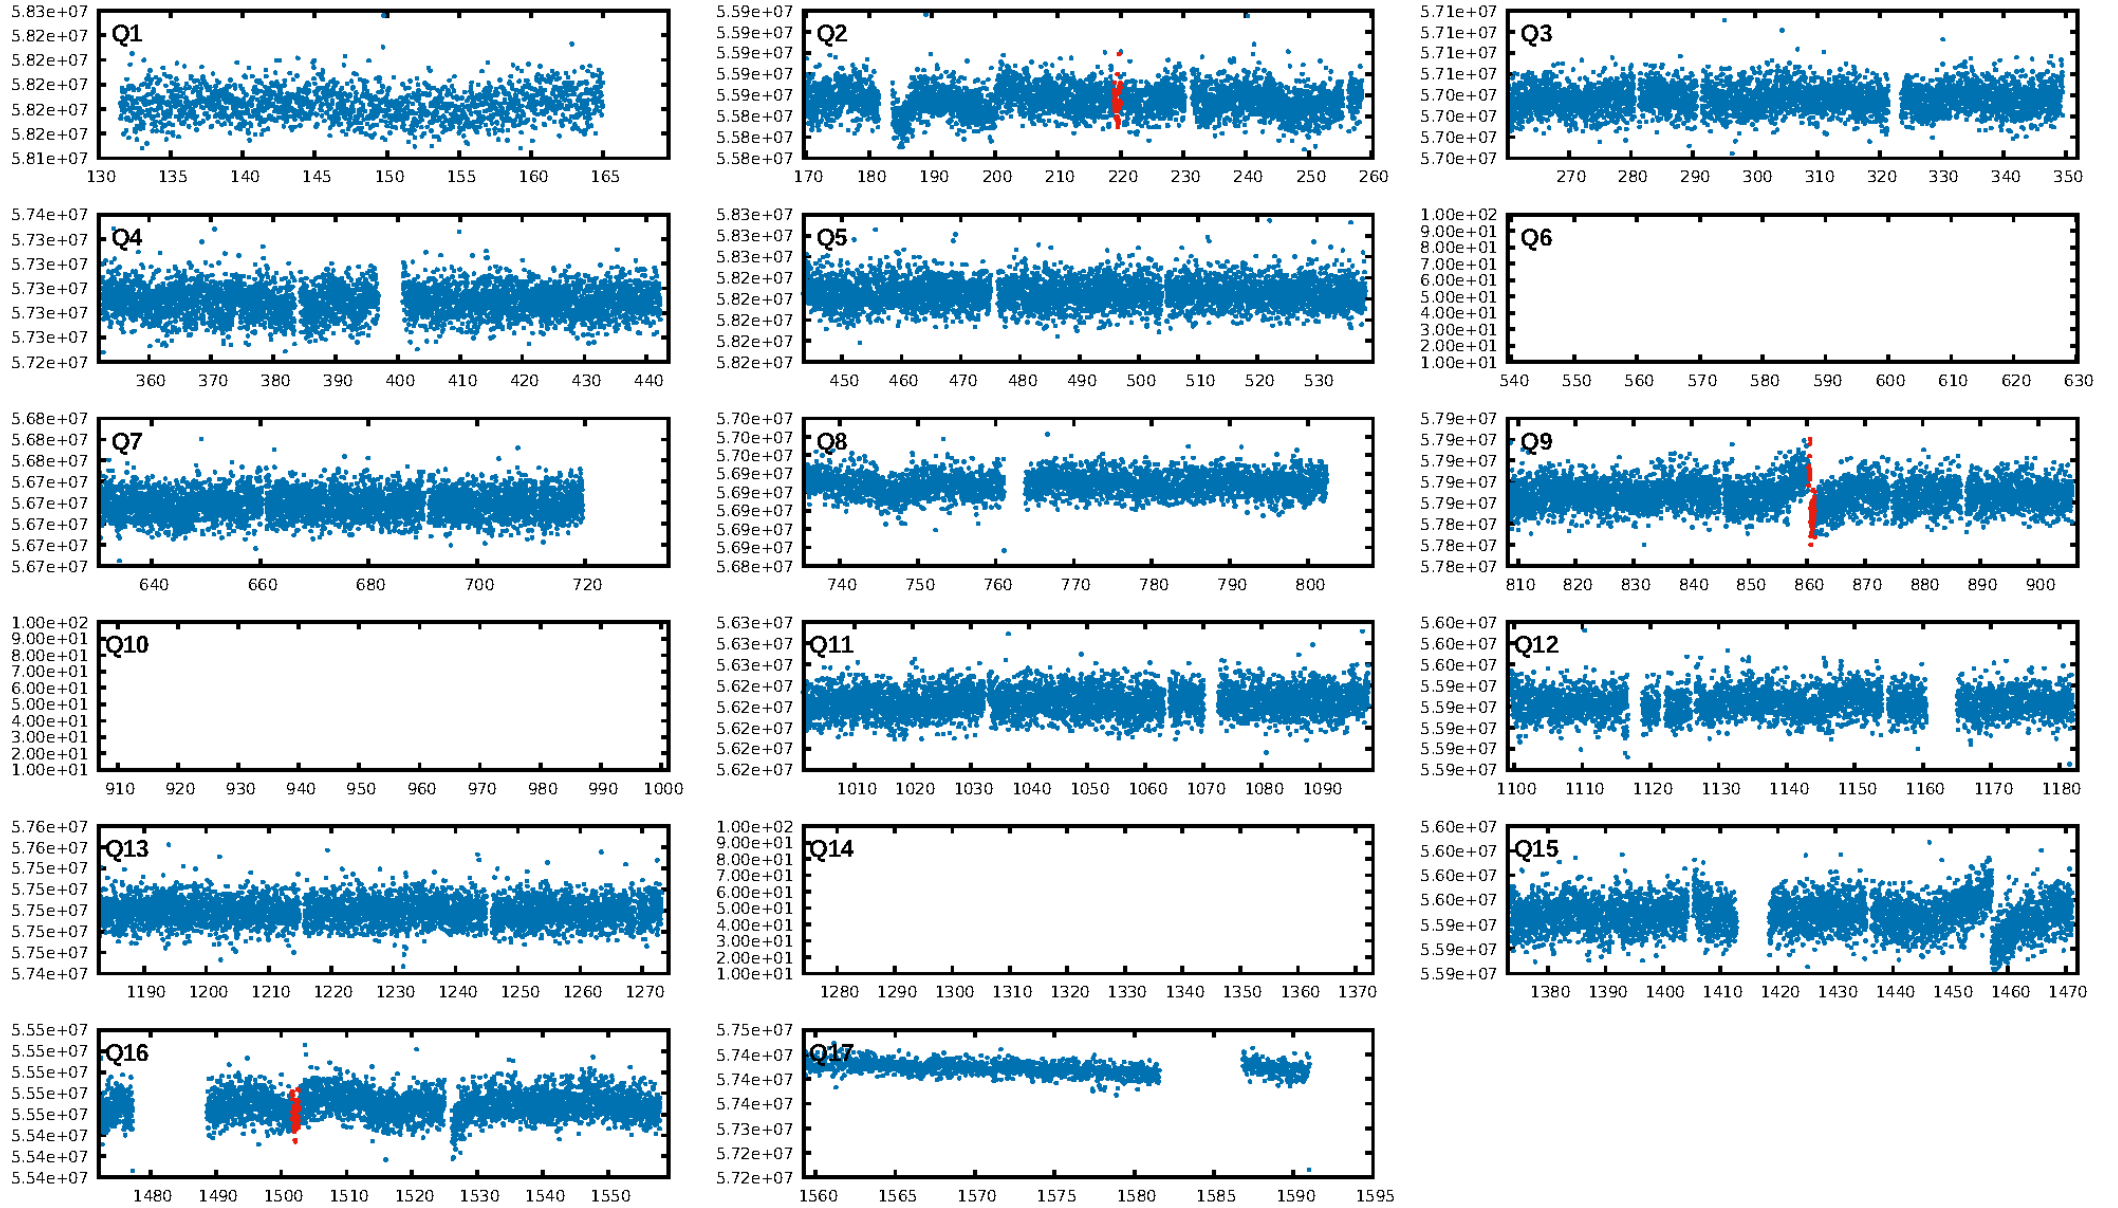 5.83e+07 5.82e+07 5.82e+07 5.82e+07 5.82e+07 5.82e+07 5.81e+07
Q1
130 135 140 145 150 155 160 165
5.59e+07 5.59e+07 5.59e+07 5.59e+07 5.59e+07 5.58e+07 5.58e+07 5.58e+07
Q2
170 180 190 200 210 220 230 240 250 260
5.71e+07 5.71e+07 5.71e+07 5.71e+07 5.70e+07 5.70e+07 5.70e+07 5.70e+07
Q3
270 280 290 300 310 320 330 340 350
5.74e+07 5.73e+07 5.73e+07 5.73e+07 5.73e+07 5.73e+07 5.72e+07
Q4
360 370 380 390 400 410 420 430 440
5.83e+07 5.83e+07 5.83e+07 5.82e+07 5.82e+07 5.82e+07 5.82e+07 5.82e+07
Q5
450 460 470 480 490 500 510 520 530
1.00e+02 9.00e+01 8.00e+01 7.00e+01 6.00e+01 5.00e+01 4.00e+01 3.00e+01 2.00e+01 1.00e+01
Q6
540 550 560 570 580 590 600 610 620 630
5.68e+07 5.68e+07 5.68e+07 5.67e+07 5.67e+07 5.67e+07 5.67e+07 5.67e+07
Q7
640 660 680 700 720
5.70e+07 5.70e+07 5.70e+07 5.69e+07 5.69e+07 5.69e+07 5.69e+07 5.69e+07 5.68e+07
Q8
740 750 760 770 780 790 800
5.79e+07 5.79e+07 5.79e+07 5.79e+07 5.79e+07 5.78e+07 5.78e+07 5.78e+07
Q9
810 820 830 840 850 860 870 880 890 900
1.00e+02 9.00e+01 8.00e+01 7.00e+01 6.00e+01 5.00e+01 4.00e+01 3.00e+01 2.00e+01 1.00e+01
Q10
910 920 930 940 950 960 970 980 990 1000
5.63e+07 5.63e+07 5.63e+07 5.62e+07 5.62e+07 5.62e+07 5.62e+07 5.62e+07
Q11
1010 1020 1030 1040 1050 1060 1070 1080 1090
5.60e+07 5.60e+07 5.60e+07 5.59e+07 5.59e+07 5.59e+07 5.59e+07 5.59e+07
Q12
1100 1110 1120 1130 1140 1150 1160 1170 1180
5.76e+07 5.76e+07 5.75e+07 5.75e+07 5.75e+07 5.75e+07 5.75e+07 5.74e+07
Q13
1190 1200 1210 1220 1230 1240 1250 1260 1270
1.00e+02 9.00e+01 8.00e+01 7.00e+01 6.00e+01 5.00e+01 4.00e+01 3.00e+01 2.00e+01 1.00e+01
Q14
1280 1290 1300 1310 1320 1330 1340 1350 1360 1370
5.60e+07 5.60e+07 5.60e+07 5.60e+07 5.59e+07 5.59e+07 5.59e+07
Q15
1380 1390 1400 1410 1420 1430 1440 1450 1460 1470
5.55e+07 5.55e+07 5.55e+07 5.55e+07 5.55e+07 5.54e+07 5.54e+07 5.54e+07
Q16
1480 1490 1500 1510 1520 1530 1540 1550
5.75e+07 5.74e+07 5.74e+07 5.74e+07 5.73e+07 5.72e+07 5.72e+07
Q17
1560 1565 1570 1575 1580 1585 1590 1595